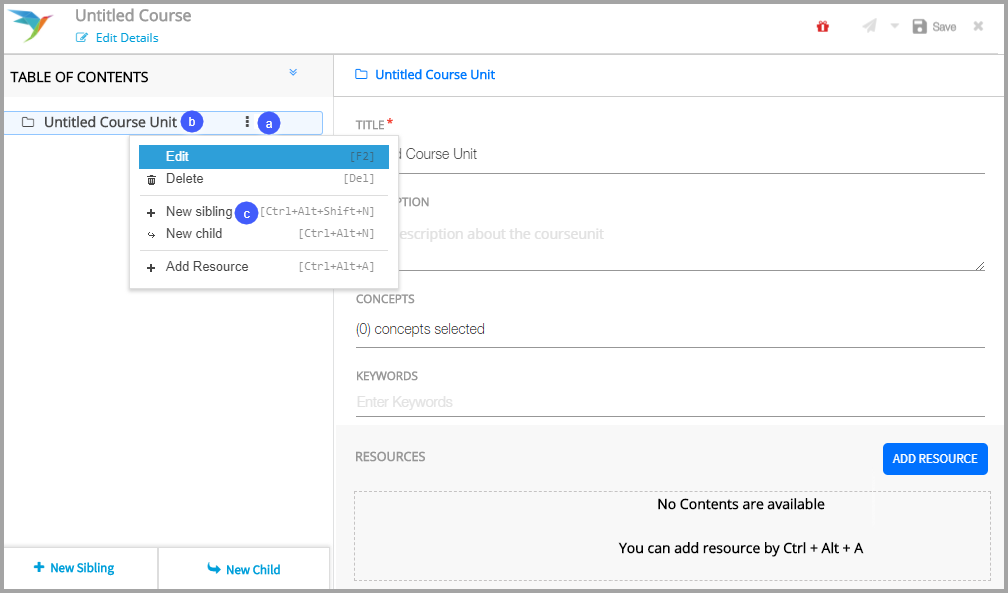 Untitled Course
Edit Details
Save
TABLE OF CONTENTS
Untitled Course Unit
Untitled Course Unit b a
TITLE*
d Course Unit
Edit [F2]
Delete [Del]
New sibling c [Ctrl+Alt+Shift+N]
New child [Ctrl+Alt+N]
Add Resource [Ctrl+Alt+A]
PTION
escription about the courseunit
CONCEPTS
(0) concepts selected
KEYWORDS
Enter Keywords
RESOURCES
ADD RESOURCE
No Contents are available
You can add resource by Ctrl + Alt + A
New Sibling
New Child